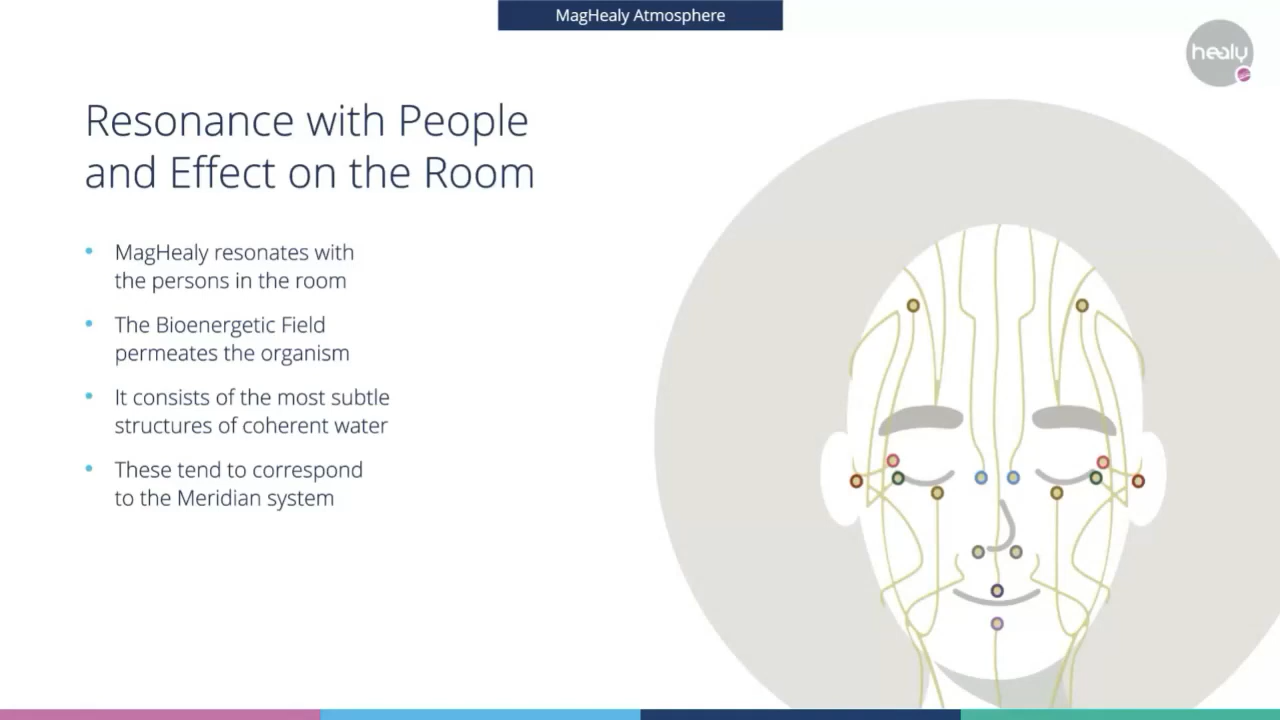 MagHealy Atmosphere
healy
Resonance with People
and Effect on the Room
• MagHealy resonates with
the persons in the room
• The Bioenergetic Field
permeates the organism
• It consists of the most subtle
structures of coherent water
• These tend to correspond
to the Meridian system